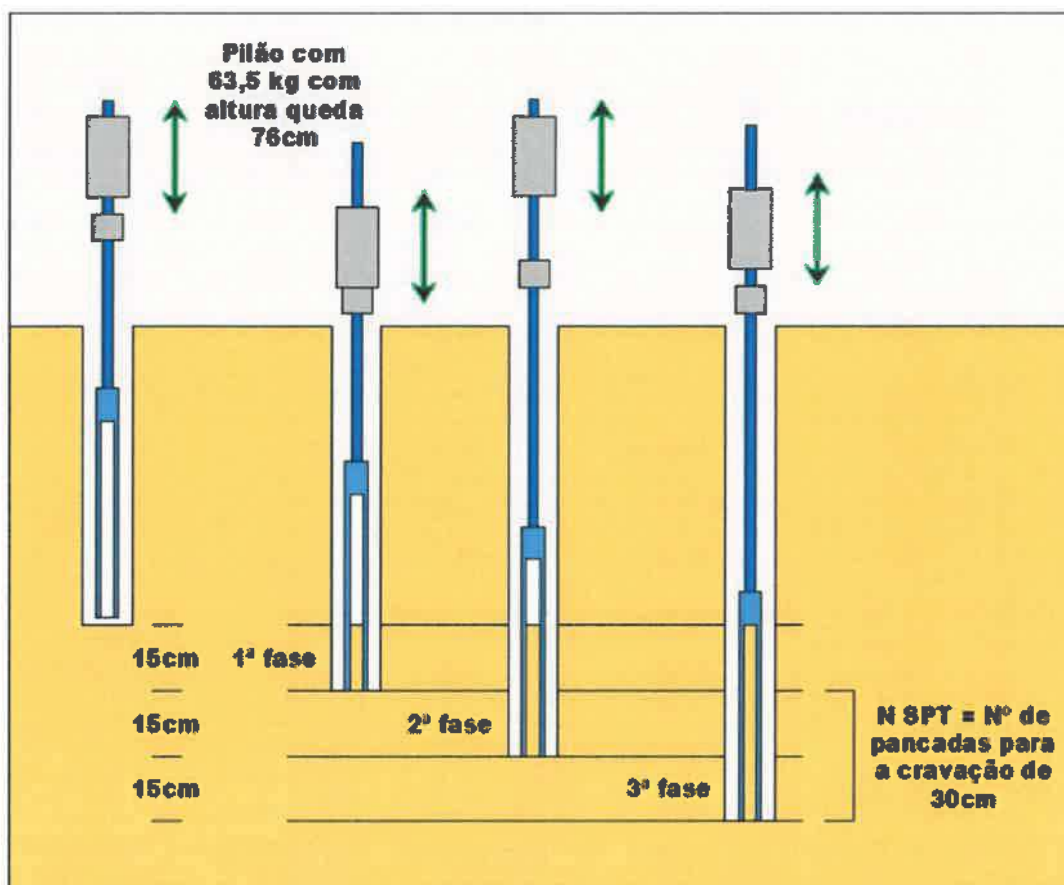 Pilão com
63,5 kg com
altura queda
76cm
15cm 1ª fase
15cm 2ª fase
15cm 3ª fase
N SPT = Nº de
pancadas para
a cravação de
30cm